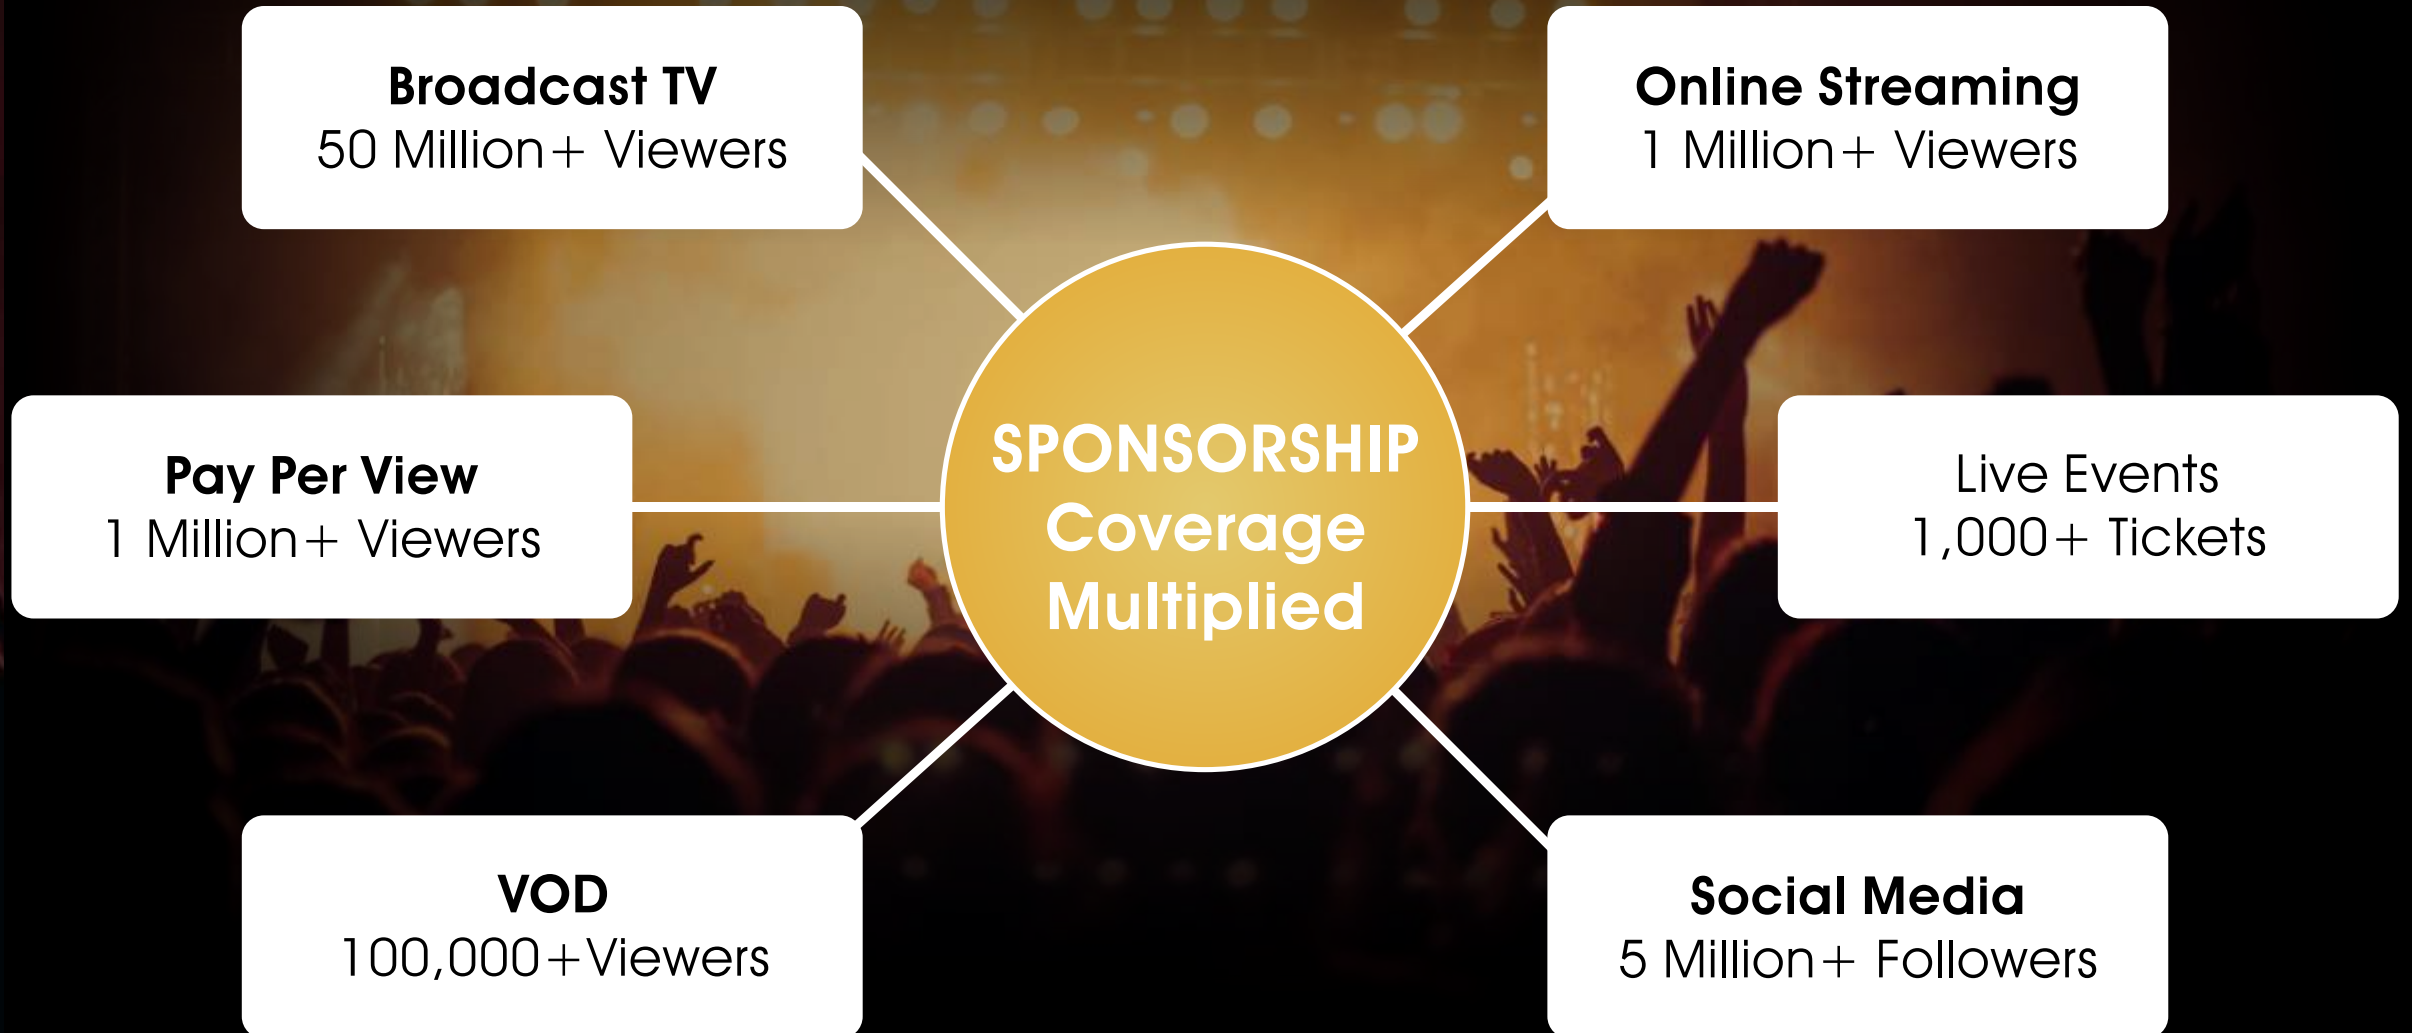 Broadcast TV
50 Million+ Viewers
Online Streaming
1 Million+ Viewers
Pay Per View
1 Million+ Viewers
SPONSORSHIP
Coverage
Multiplied
Live Events
1,000+ Tickets
VOD
100,000+Viewers
Social Media
5 Million+ Followers